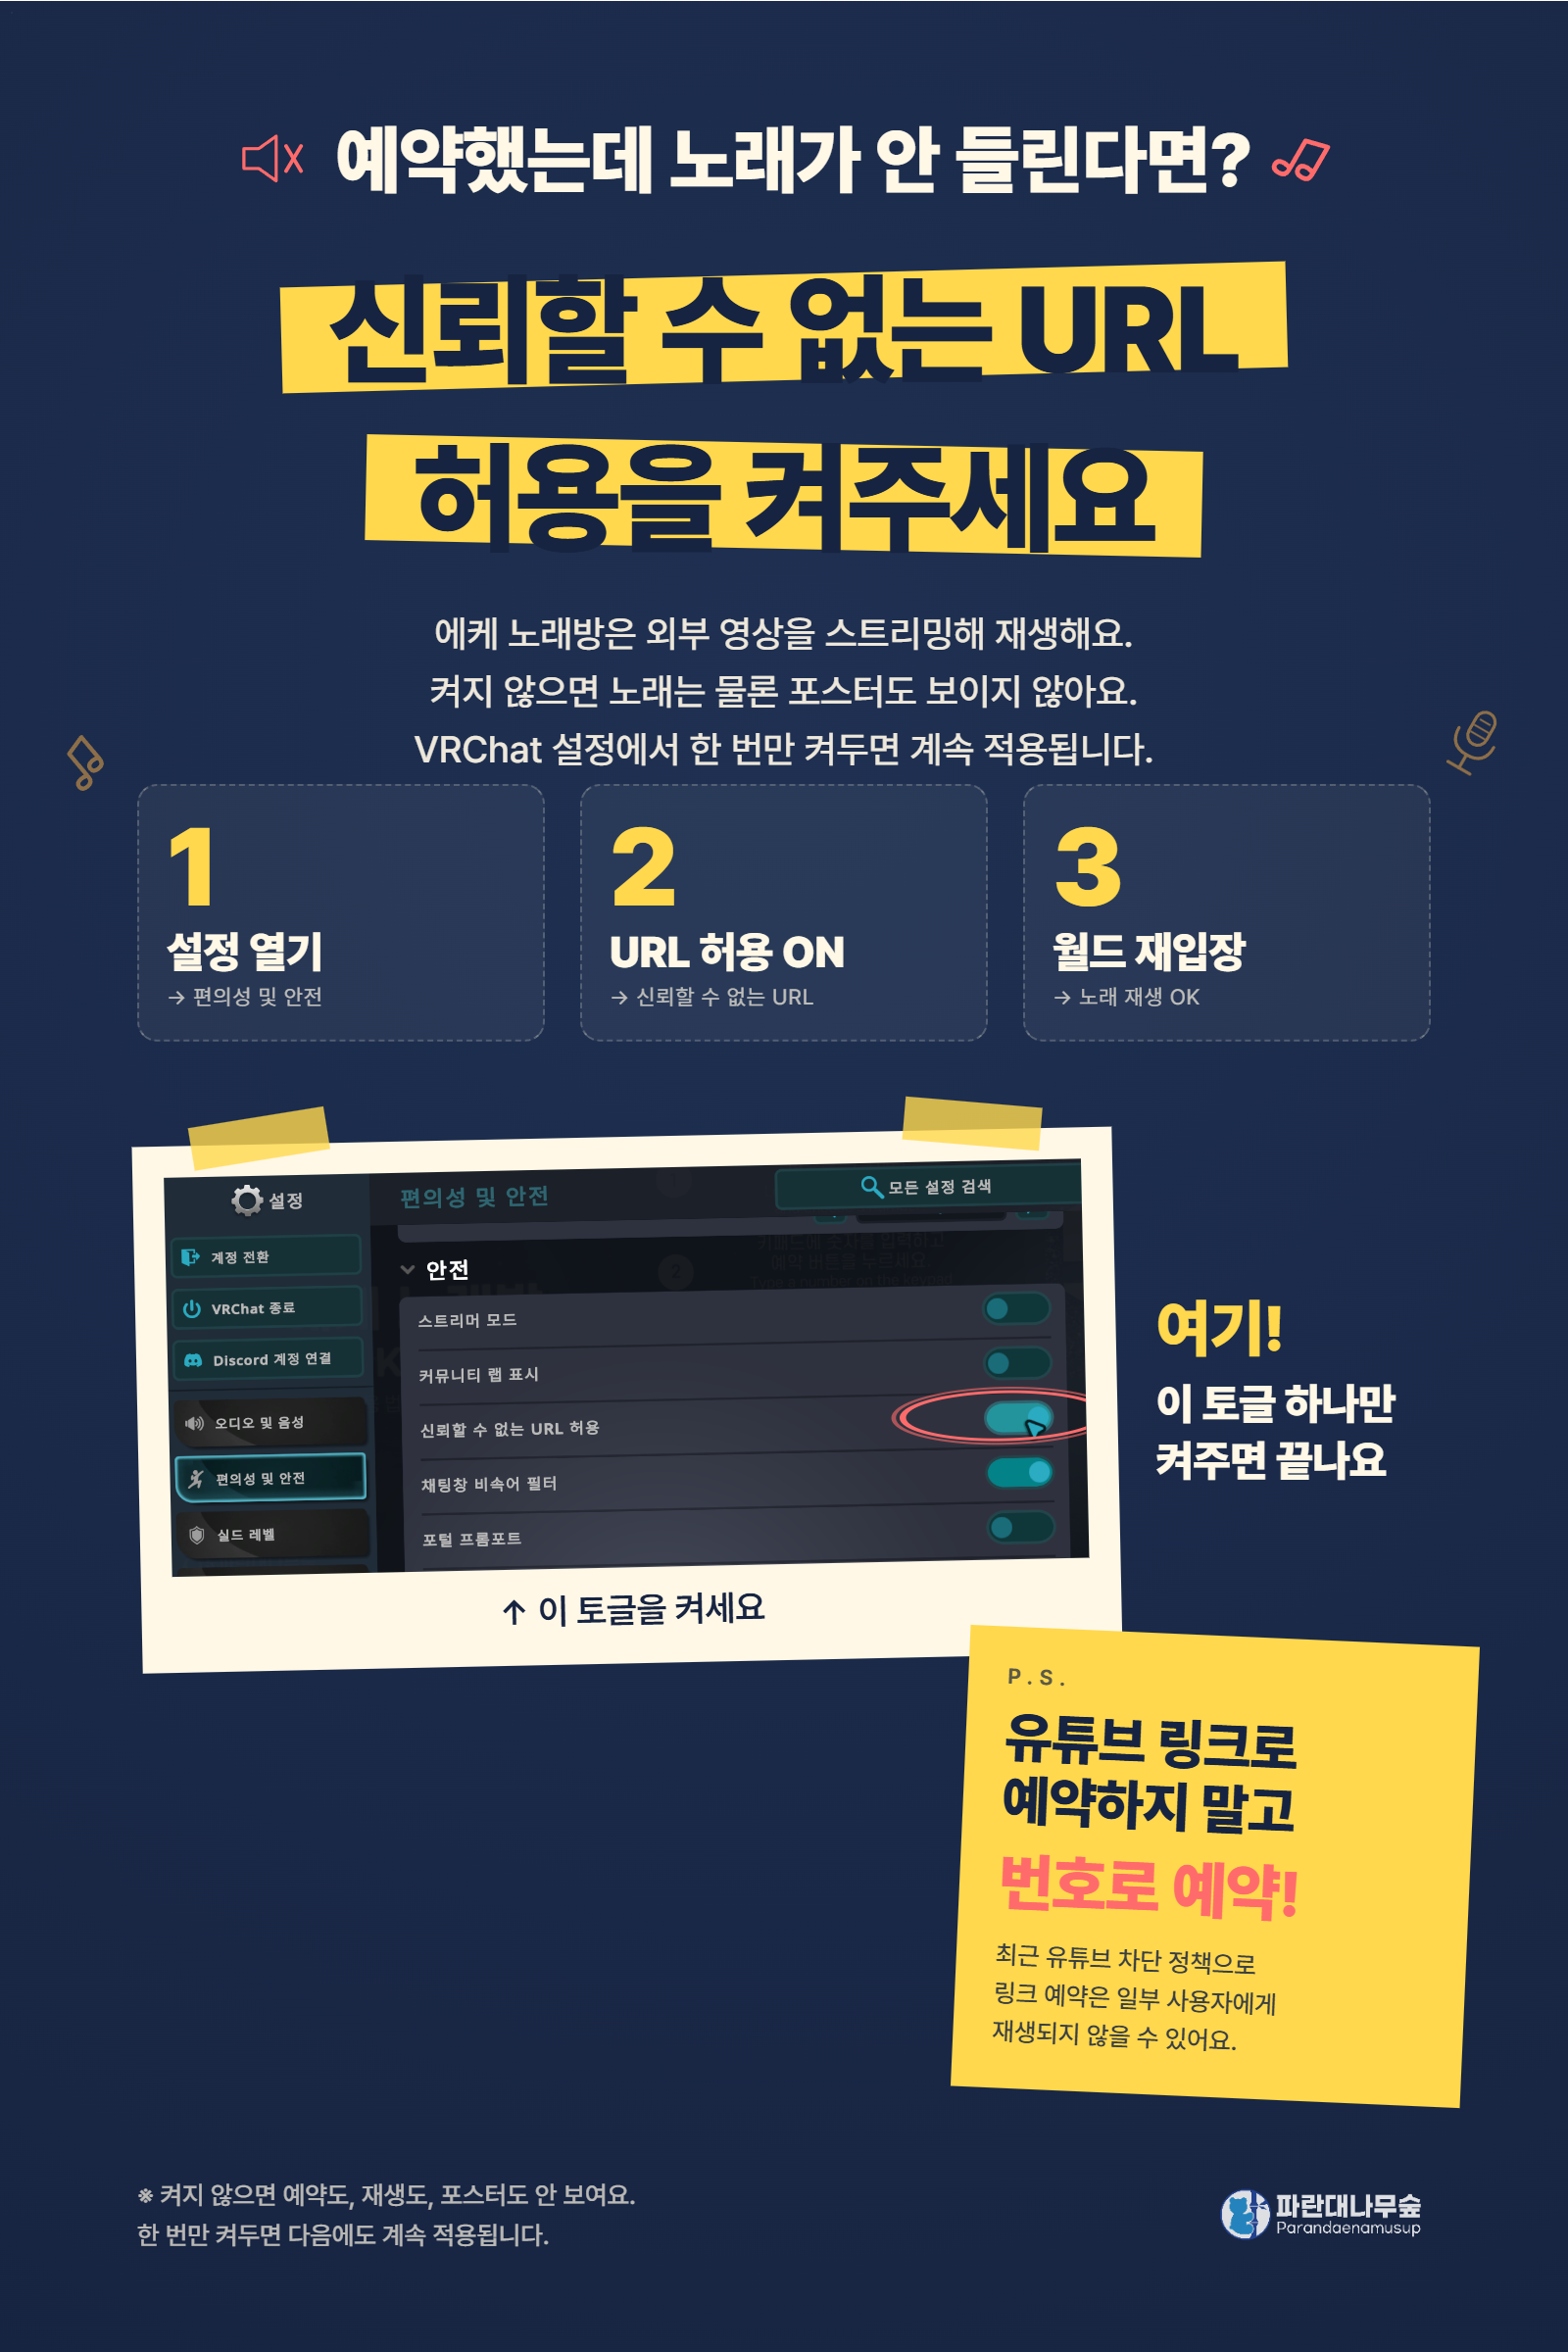 예약했는데 노래가 안 들린다면?
신뢰할 수 없는 URL
허용을 켜주세요
에케 노래방은 외부 영상을 스트리밍해 재생해요.
켜지 않으면 노래는 물론 포스터도 보이지 않아요.
VRChat 설정에서 한 번만 켜두면 계속 적용됩니다.
1
설정 열기
→ 편의성 및 안전
2
URL 허용 ON
→ 신뢰할 수 없는 URL
3
월드 재입장
→ 노래 재생 OK
설정
편의성 및 안전
모든 설정 검색
계정 전환
VRChat 종료
Discord 계정 연결
오디오 및 음성
편의성 및 안전
실드 레벨
안전
스트리머 모드
커뮤니티 랩 표시
신뢰할 수 없는 URL 허용
채팅창 비속어 필터
포털 프롬포트
↑ 이 토글을 켜세요
여기!
이 토글 하나만
켜주면 끝나요
P.S.
유튜브 링크로
예약하지 말고
번호로 예약!
최근 유튜브 차단 정책으로
링크 예약은 일부 사용자에게
재생되지 않을 수 있어요.
※ 켜지 않으면 예약도, 재생도, 포스터도 안 보여요.
한 번만 켜두면 다음에도 계속 적용됩니다.
파란대나무숲
Parandaenamusup